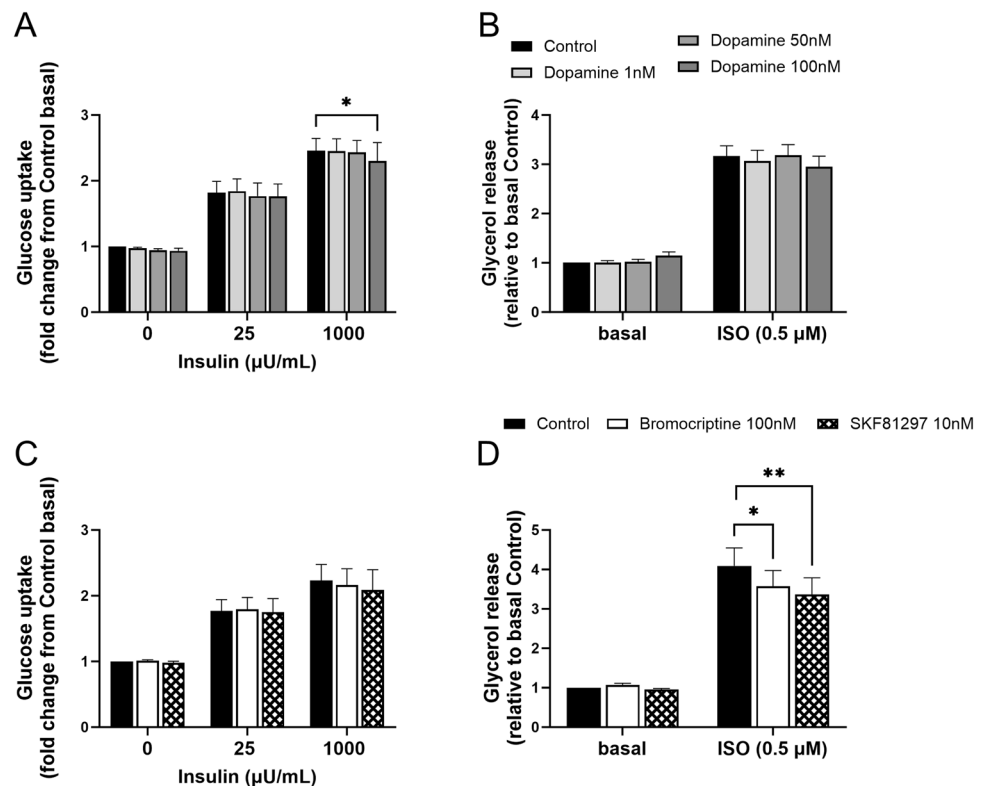 A
Glucose uptake
(fold change from Control basal)
3
2
1
0
*
0 25 1000
Insulin (µU/mL)
B
Control
Dopamine 1nM
Dopamine 50nM
Dopamine 100nM
Glycerol release
(relative to basal Control)
4
3
2
1
0
basal ISO (0.5 µM)
C
Glucose uptake
(fold change from Control basal)
3
2
1
0
0 25 1000
Insulin (µU/mL)
Control Bromocriptine 100nM SKF81297 10nM
D
Glycerol release
(relative to basal Control)
5
4
3
2
1
0
**
*
basal ISO (0.5 µM)